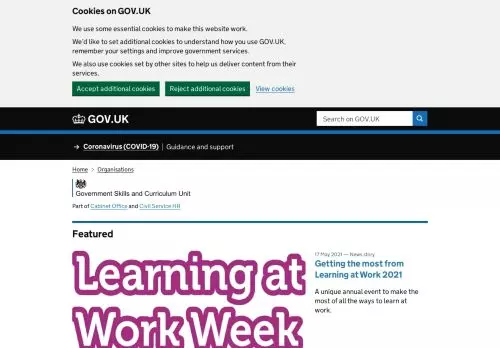 Cookies on GOV.UK
We use some essential cookies to make this website work.
We'd like to set additional cookies to understand how you use GOV.UK,
remember your settings and improve government services.
We also use cookies set by other sites to help us deliver content from their
services.
Accept additional cookies Reject additional cookies View cookies
GOV.UK Search on GOV.UK
→ Coronavirus (COVID-19) | Guidance and support
Home > Organisations
Government Skills and Curriculum Unit
Part of Cabinet Office and Civil Service HR
Featured
Learning at
Work Week
17 May 2021 — News story
Getting the most from
Learning at Work 2021
A unique annual event to make the
most of all the ways to learn at
work.